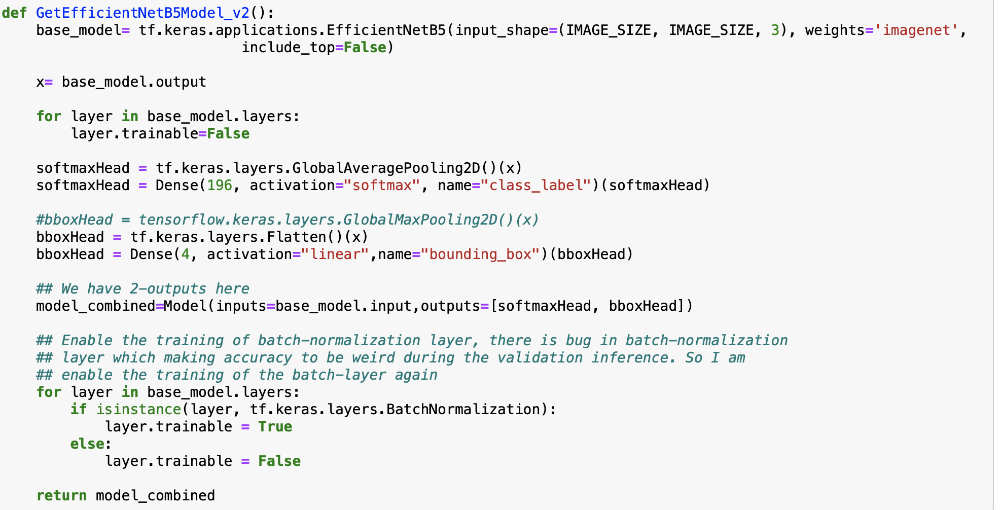 def GetEfficientNetB5Model_v2():
    base_model= tf.keras.applications.EfficientNetB5(input_shape=(IMAGE_SIZE, IMAGE_SIZE, 3), weights='imagenet',
                            include_top=False)

    x= base_model.output

    for layer in base_model.layers:
        layer.trainable=False

    softmaxHead = tf.keras.layers.GlobalAveragePooling2D()(x)
    softmaxHead = Dense(196, activation="softmax", name="class_label")(softmaxHead)

    #bboxHead = tensorflow.keras.layers.GlobalMaxPooling2D()(x)
    bboxHead = tf.keras.layers.Flatten()(x)
    bboxHead = Dense(4, activation="linear",name="bounding_box")(bboxHead)

    ## We have 2-outputs here
    model_combined=Model(inputs=base_model.input,outputs=[softmaxHead, bboxHead])

    ## Enable the training of batch-normalization layer, there is bug in batch-normalization
    ## layer which making accuracy to be weird during the validation inference. So I am
    ## enable the training of the batch-layer again
    for layer in base_model.layers:
        if isinstance(layer, tf.keras.layers.BatchNormalization):
            layer.trainable = True
        else:
            layer.trainable = False

    return model_combined